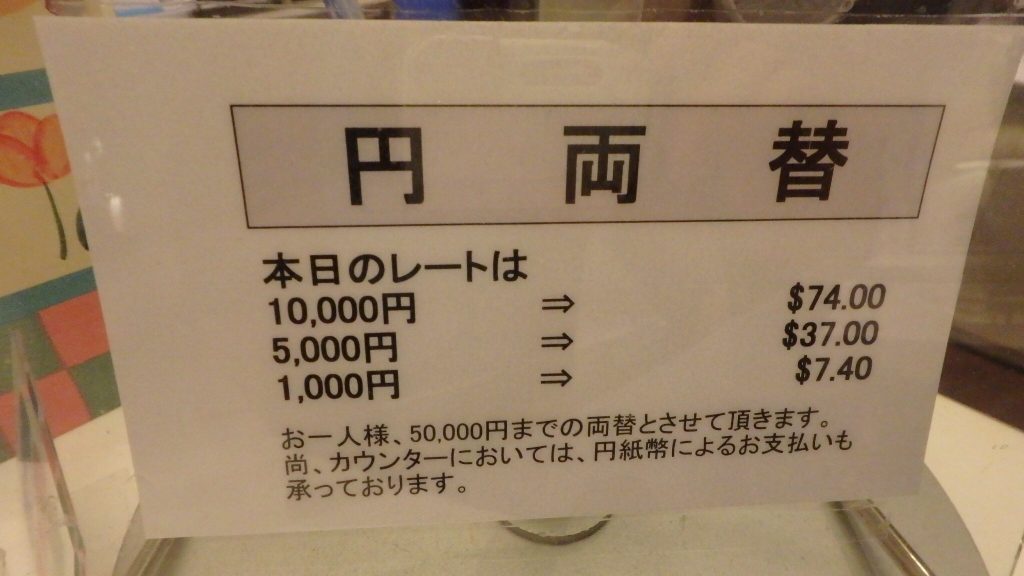 円両替
本日のレートは
10,000円 ⇒ $74.00
5,000円 ⇒ $37.00
1,000円 ⇒ $7.40
お一人様、50,000円までの両替とさせて頂きます。
尚、カウンターにおいては、円紙幣によるお支払いも
承っております。